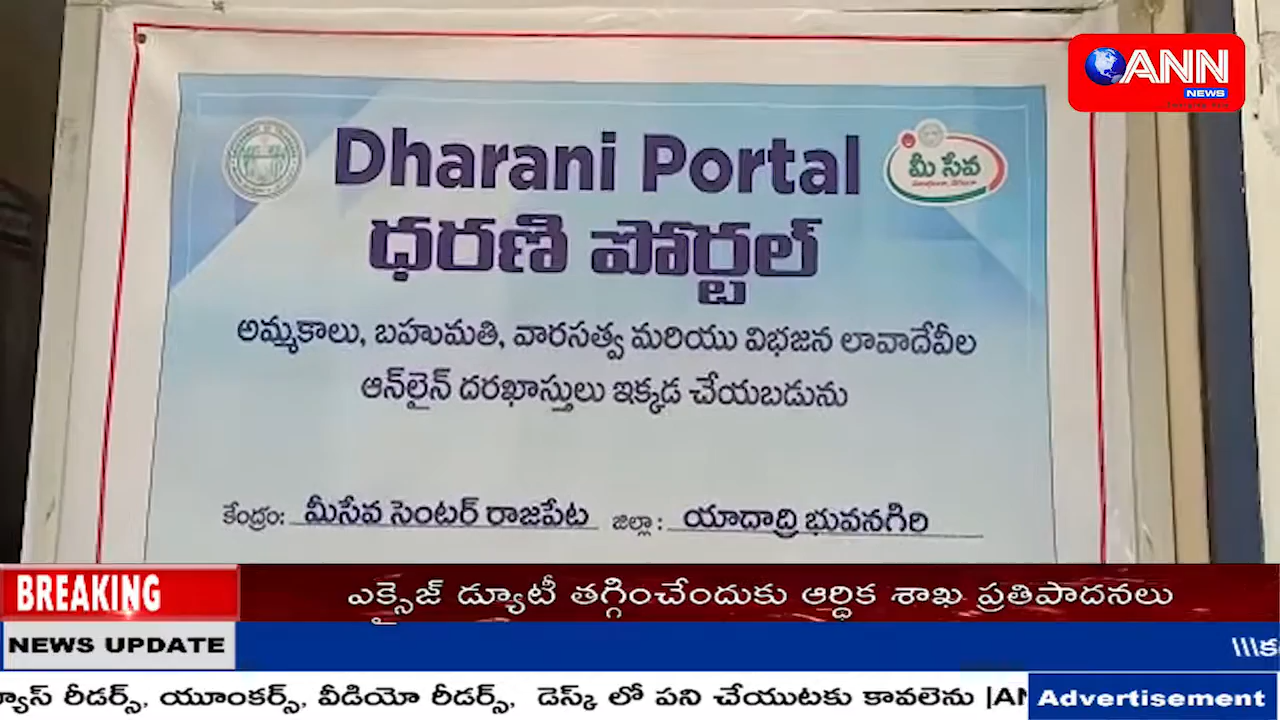 ANN
NEWS
Dharani Portal
మీ సేవ
ధరణి పోర్టల్
అమ్మకాలు, బహుమతి, వారసత్వ మరియు విభజన లావాదేవీల
ఆన్‌లైన్ దరఖాస్తులు ఇక్కడ చేయబడును
కేంద్రం: మీసేవ సెంటర్ రాజపేట జిల్లా: యాదాద్రి భువనగిరి
BREAKING
ఎక్సైజ్ డ్యూటీ తగ్గించేందుకు ఆర్ధిక శాఖ ప్రతిపాదనలు
NEWS UPDATE
రీడర్స్, యూంకర్స్, వీడియో రీడర్స్, డెస్క్ లో పని చేయుటకు కావలెను |AN
Advertisement